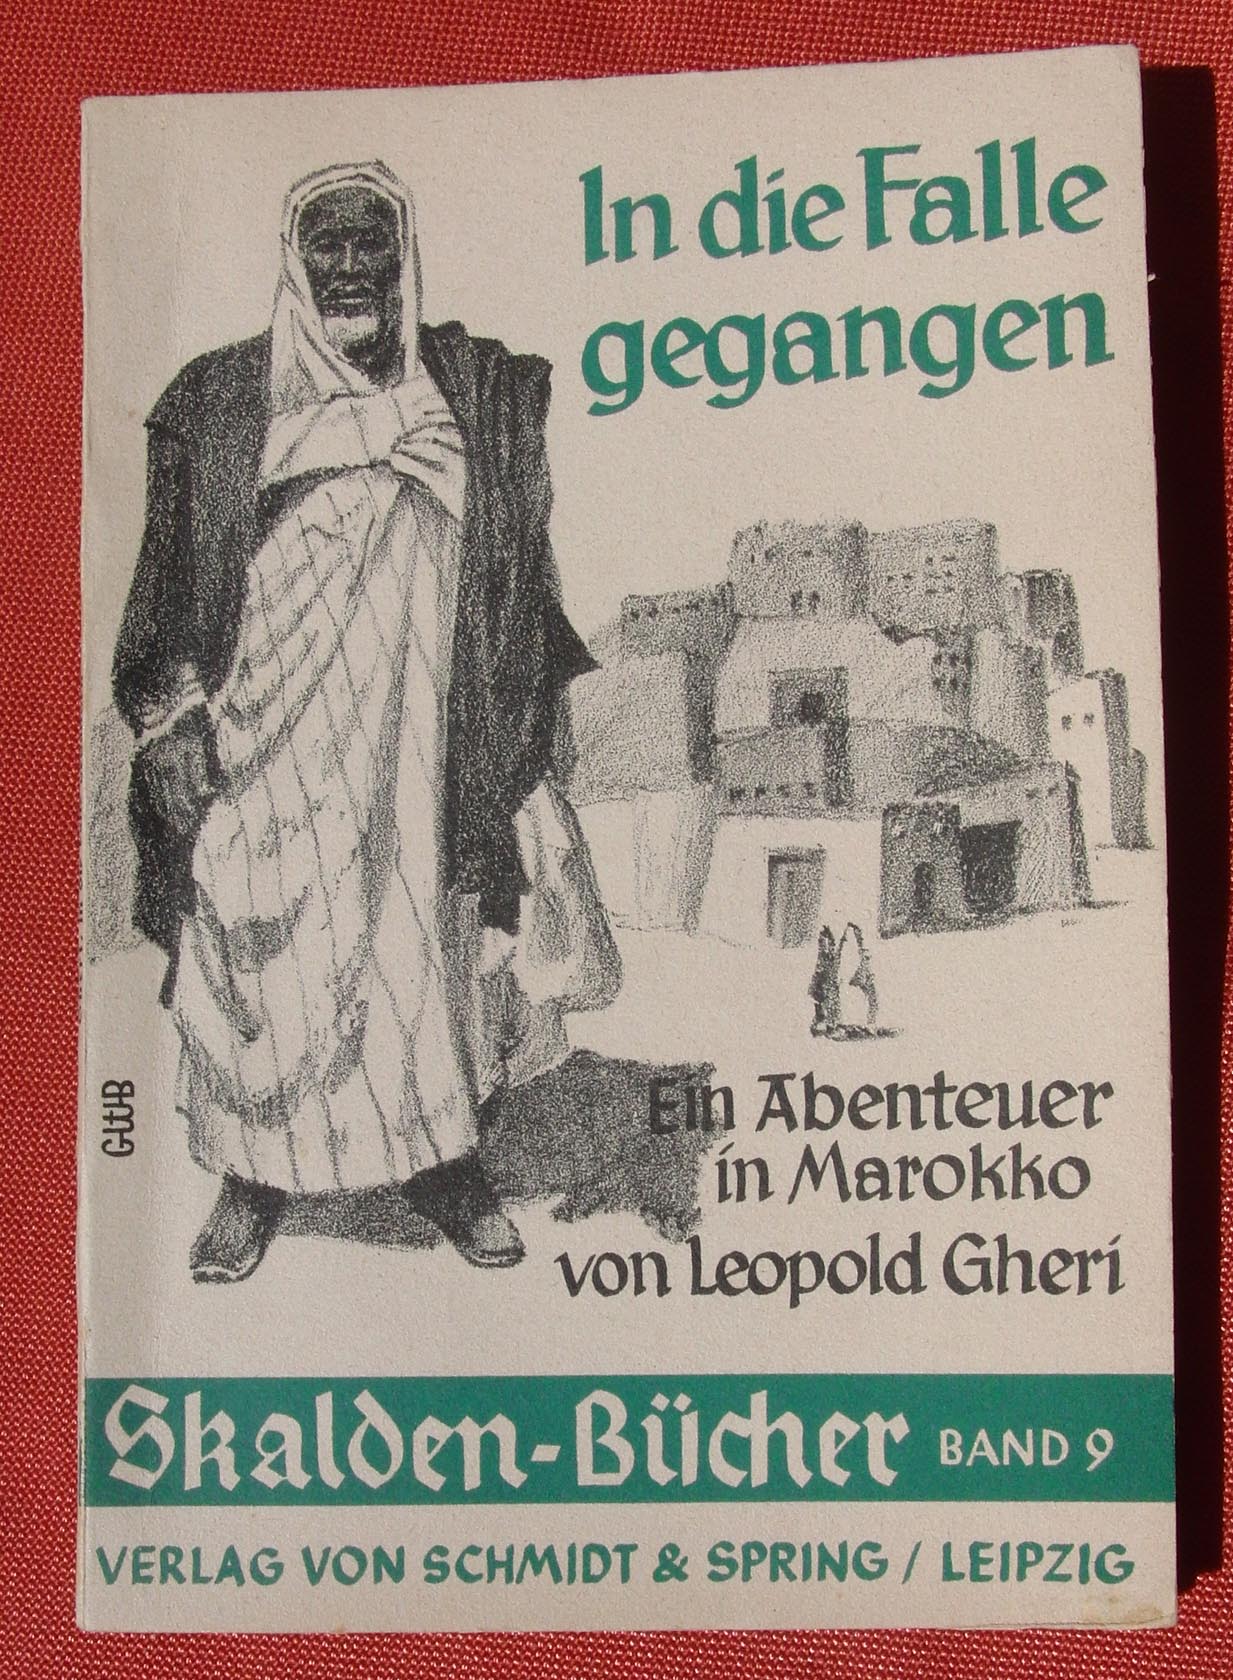 In die Falle
gegangen
GWB
Ein Abenteuer
in Marokko
von Leopold Gheri
Skalden-Bücher BAND 9
VERLAG VON SCHMIDT & SPRING / LEIPZIG